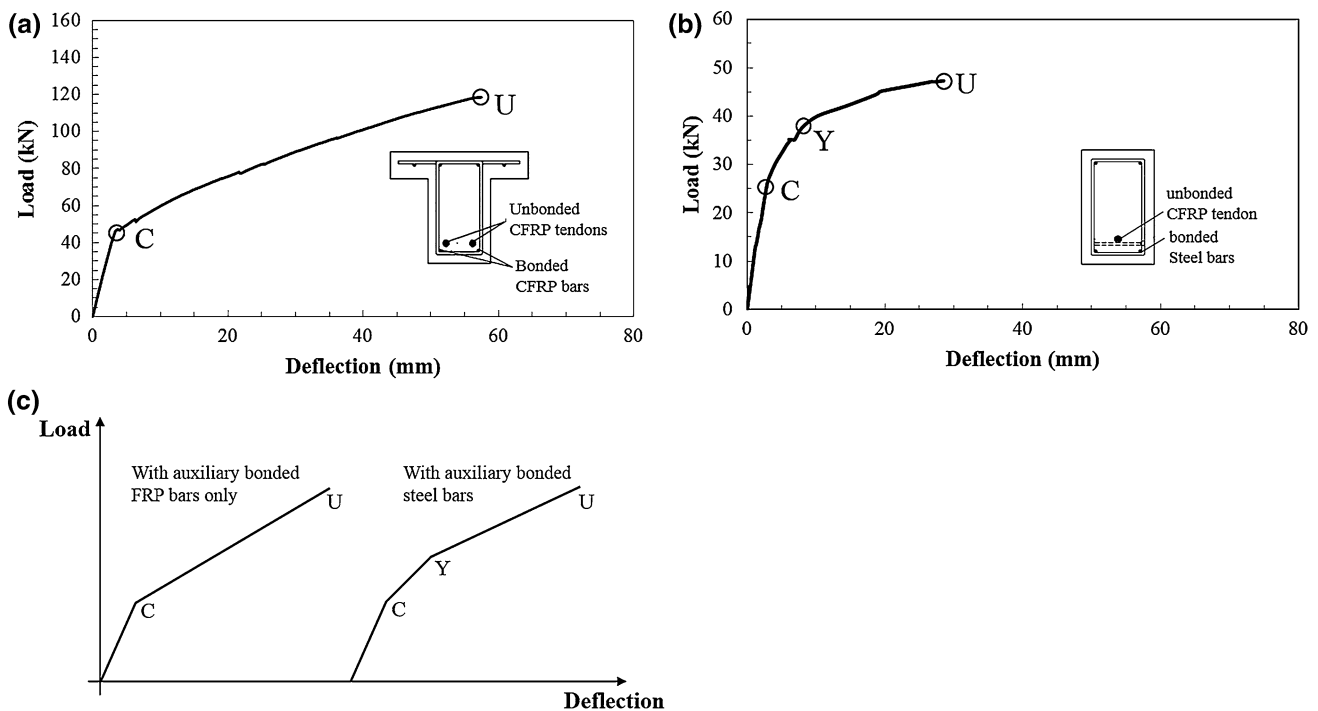 (a)
160
140
120
100
80
60
40
20
0
Load (kN)
0 20 40 60 80
Deflection (mm)
C
U
Unbonded
CFRP tendons
Bonded
CFRP bars
(b)
60
50
40
30
20
10
0
Load (kN)
0 20 40 60 80
Deflection (mm)
C
Y
U
unbonded
CFRP tendon
bonded
Steel bars
(c)
Load
With auxiliary bonded
FRP bars only
U
C
With auxiliary bonded
steel bars
U
Y
C
Deflection